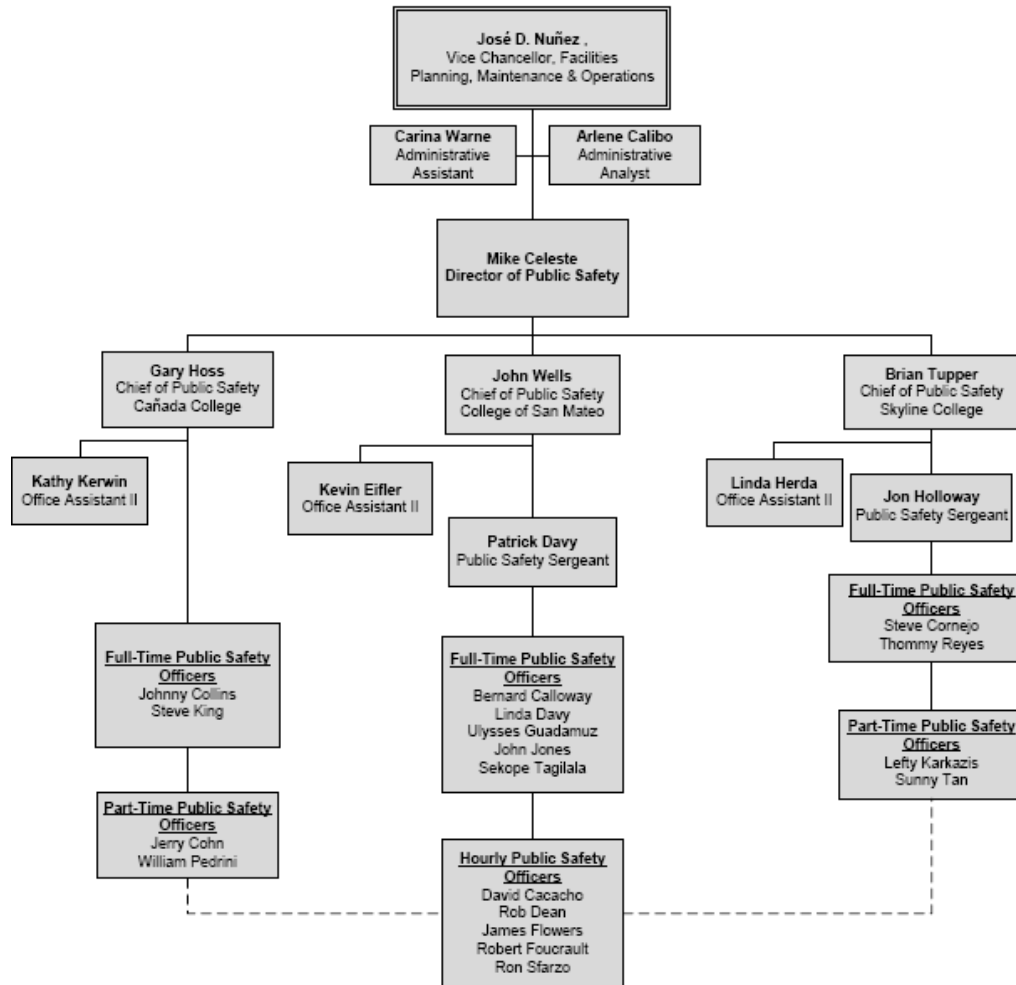 José D. Nuñez ,
Vice Chancellor, Facilities
Planning, Maintenance & Operations
Carina Warne
Administrative
Assistant
Arlene Calibo
Administrative
Analyst
Mike Celeste
Director of Public Safety
Gary Hoss
Chief of Public Safety
Cañada College
John Wells
Chief of Public Safety
College of San Mateo
Brian Tupper
Chief of Public Safety
Skyline College
Kathy Kerwin
Office Assistant II
Kevin Eifler
Office Assistant II
Linda Herda
Office Assistant II
Jon Holloway
Public Safety Sergeant
Patrick Davy
Public Safety Sergeant
Full-Time Public Safety
Officers
Johnny Collins
Steve King
Full-Time Public Safety
Officers
Bernard Calloway
Linda Davy
Ulysses Guadamuz
John Jones
Sekope Tagilala
Full-Time Public Safety
Officers
Steve Cornejo
Thommy Reyes
Part-Time Public Safety
Officers
Lefty Karkazis
Sunny Tan
Part-Time Public Safety
Officers
Jerry Cohn
William Pedrini
Hourly Public Safety
Officers
David Cacacho
Rob Dean
James Flowers
Robert Foucrault
Ron Sfarzo